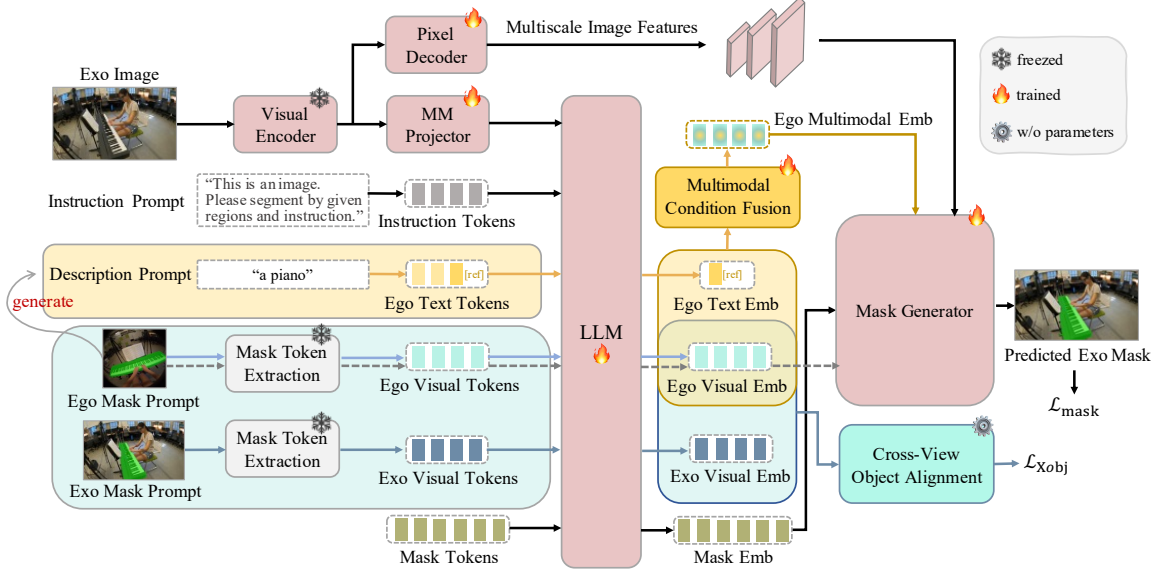 Exo Image
Visual
Encoder
Pixel
Decoder
MM
Projector
Multiscale Image Features
freezed
trained
w/o parameters
Instruction Prompt
“This is an image.
Please segment by given
regions and instruction.”
Instruction Tokens
Description Prompt
“a piano”
[ref]
Ego Text Tokens
generate
Ego Mask Prompt
Mask Token
Extraction
Ego Visual Tokens
Exo Mask Prompt
Mask Token
Extraction
Exo Visual Tokens
Mask Tokens
LLM
Ego Multimodal Emb
Multimodal
Condition Fusion
[ref]
Ego Text Emb
Ego Visual Emb
Exo Visual Emb
Mask Emb
Mask Generator
Predicted Exo Mask
ℒmask
Cross-View
Object Alignment
ℒXobj